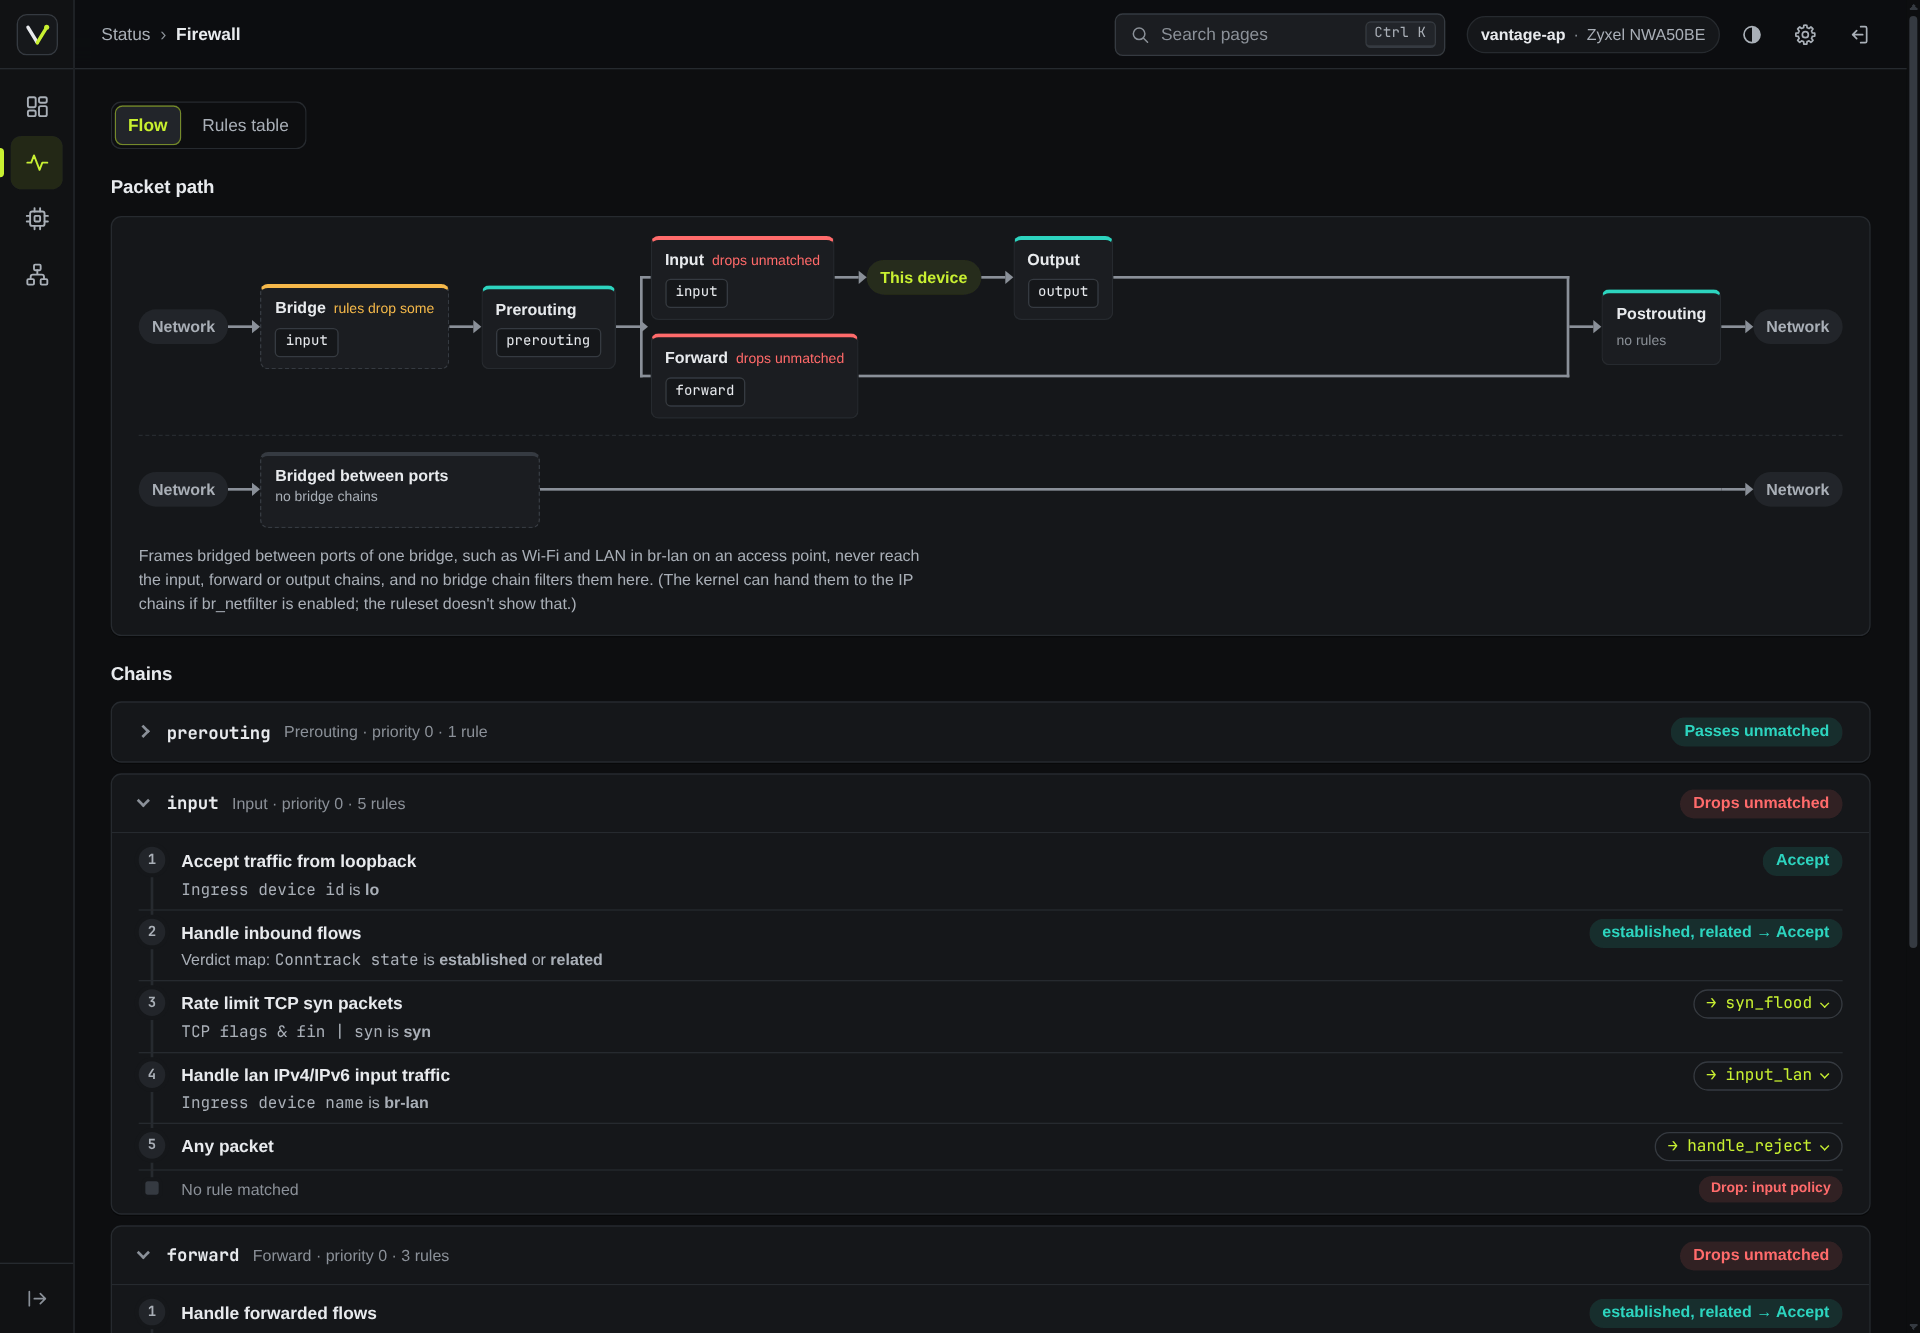 Status › Firewall
Search pages
Ctrl K
vantage-ap · Zyxel NWA50BE
Flow
Rules table
Packet path
Network
Bridge rules drop some
input
Prerouting
prerouting
Input drops unmatched
input
Forward drops unmatched
forward
This device
Output
output
Postrouting
no rules
Network
Network
Bridged between ports
no bridge chains
Network
Frames bridged between ports of one bridge, such as Wi-Fi and LAN in br-lan on an access point, never reach
the input, forward or output chains, and no bridge chain filters them here. (The kernel can hand them to the IP
chains if br_netfilter is enabled; the ruleset doesn't show that.)
Chains
prerouting Prerouting · priority 0 · 1 rule
Passes unmatched
input Input · priority 0 · 5 rules
Drops unmatched
1 Accept traffic from loopback
Accept
Ingress device id is lo
2 Handle inbound flows
established, related → Accept
Verdict map: Conntrack state is established or related
3 Rate limit TCP syn packets
→ syn_flood
TCP flags & fin | syn is syn
4 Handle lan IPv4/IPv6 input traffic
→ input_lan
Ingress device name is br-lan
5 Any packet
→ handle_reject
No rule matched
Drop: input policy
forward Forward · priority 0 · 3 rules
Drops unmatched
1 Handle forwarded flows
established, related → Accept